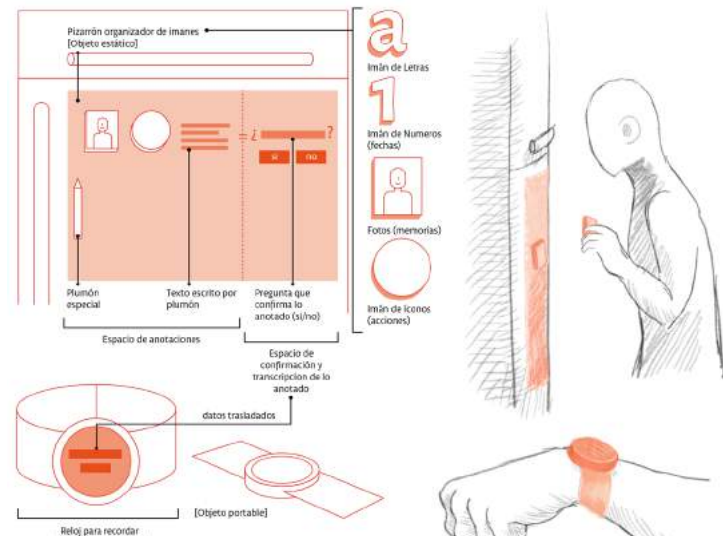 Pizarrón organizador de imanes
[Objeto estático]
a
Imán de Letras
1
Imán de Numeros
(fechas)
Fotos (memorias)
Imán de íconos
(acciones)
= ¿ ?
si no
Plumón
especial
Texto escrito por
plumón
Pregunta que
confirma lo
anotado (si/no)
Espacio de anotaciones
Espacio de
confirmación y
transcripcion de lo
anotado
datos trasladados
[Objeto portable]
Reloj para recordar